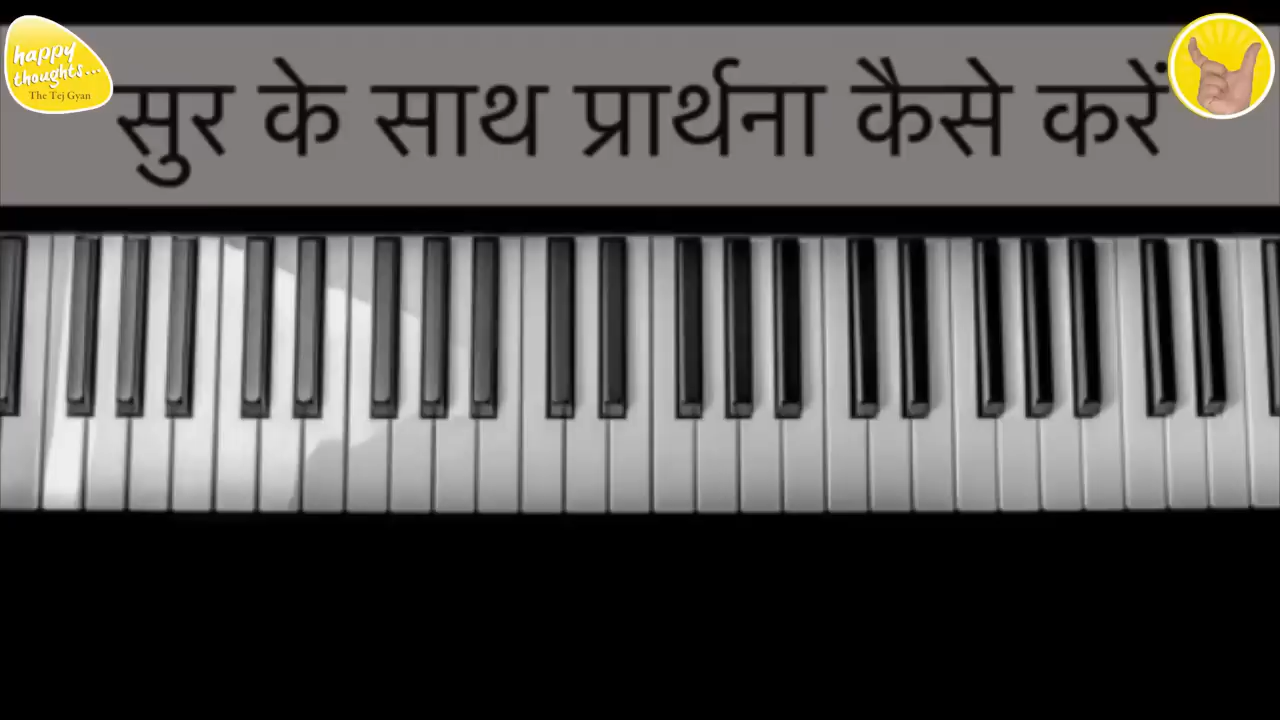 happy
thoughts...
The Tej Gyan
सुर के साथ प्रार्थना कैसे करें